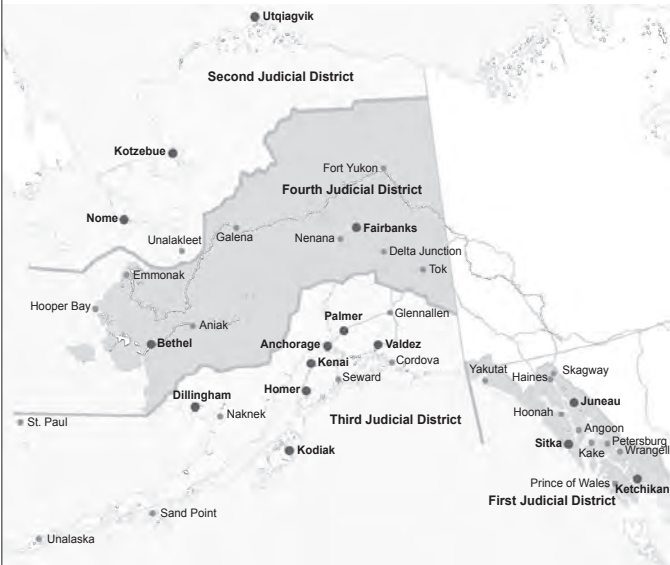 Utqiagvik
Second Judicial District
Kotzebue
Fort Yukon
Fourth Judicial District
Nome
Galena
Fairbanks
Unalakleet
Nenana
Delta Junction
Emmonak
Tok
Hooper Bay
Aniak
Palmer
Glennallen
Bethel
Anchorage
Valdez
Kenai
Cordova
Yakutat
Skagway
Haines
Seward
Homer
Dillingham
Juneau
Naknek
Hoonah
Third Judicial District
St. Paul
Angoon
Sitka
Petersburg
Kodiak
Kake
Wrangell
Prince of Wales
Ketchikan
First Judicial District
Sand Point
Unalaska